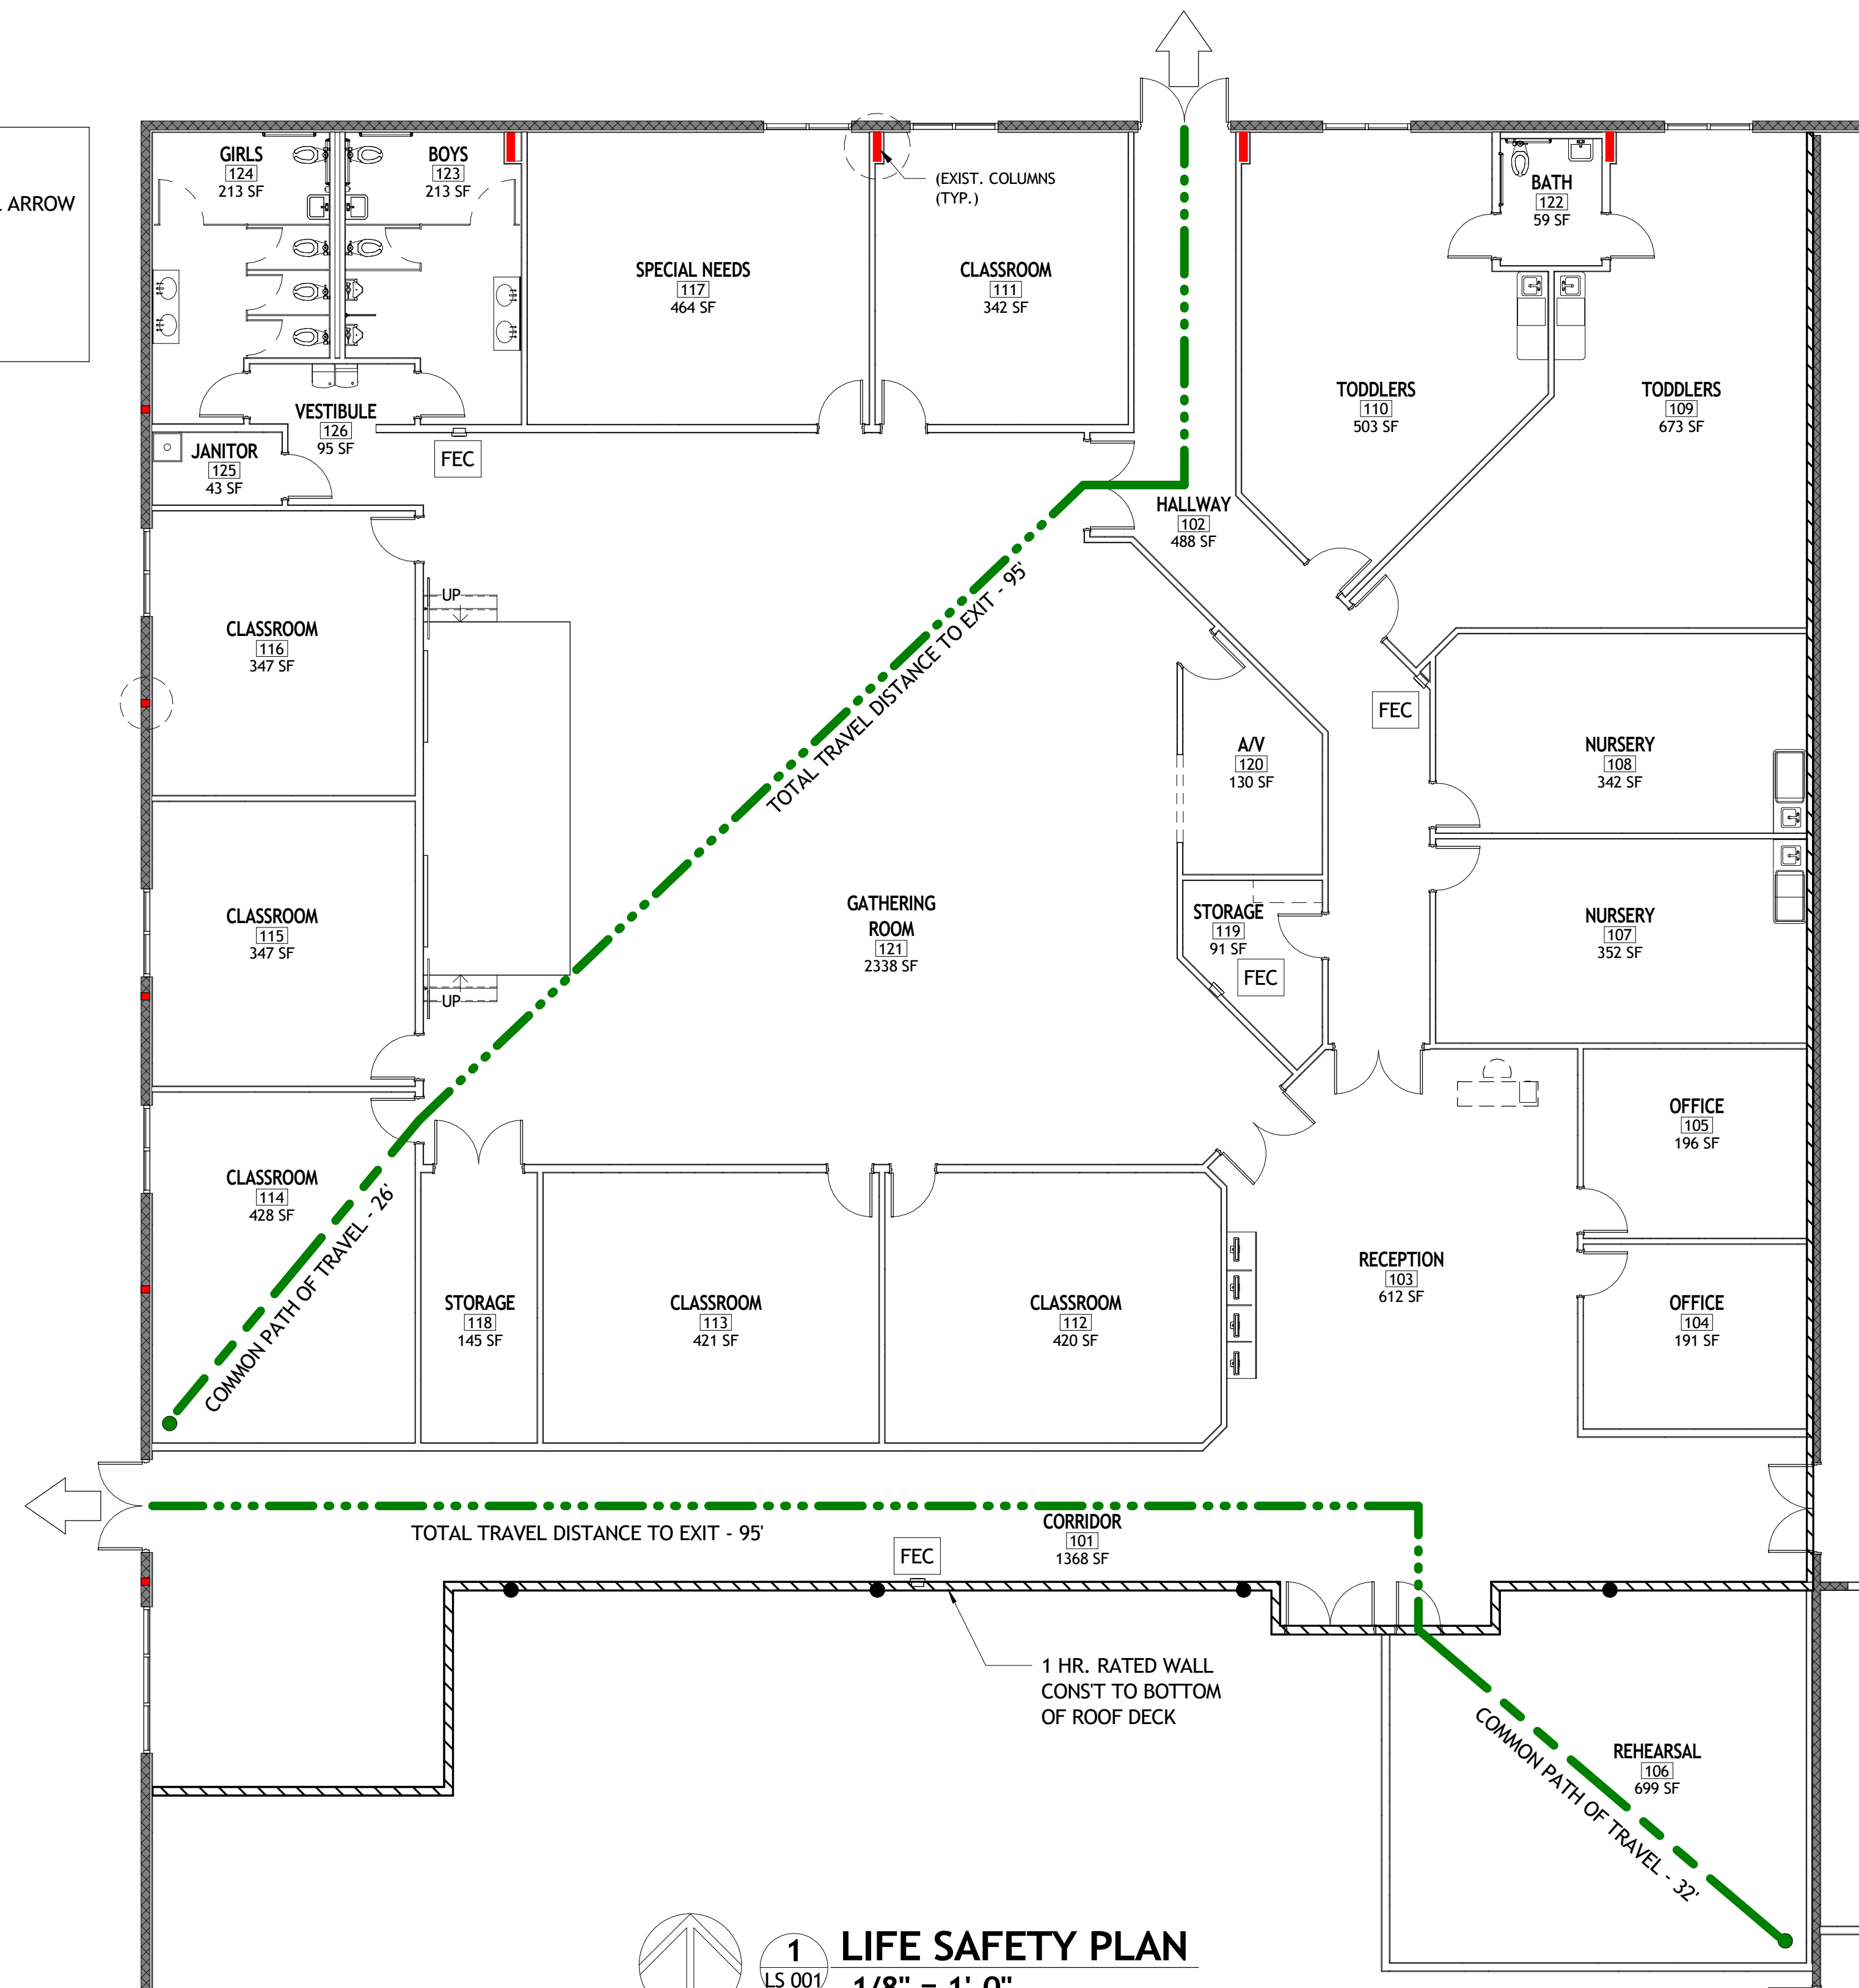 ARROW
GIRLS
124
213 SF
BOYS
123
213 SF
(EXIST. COLUMNS
(TYP.)
BATH
122
59 SF
SPECIAL NEEDS
117
464 SF
CLASSROOM
111
342 SF
TODDLERS
110
503 SF
TODDLERS
109
673 SF
VESTIBULE
126
95 SF
JANITOR
125
43 SF
FEC
HALLWAY
102
488 SF
TOTAL TRAVEL DISTANCE TO EXIT - 95'
UP
CLASSROOM
116
347 SF
FEC
A/V
120
130 SF
NURSERY
108
342 SF
CLASSROOM
115
347 SF
GATHERING
ROOM
121
2338 SF
STORAGE
119
91 SF
FEC
NURSERY
107
352 SF
UP
OFFICE
105
196 SF
CLASSROOM
114
428 SF
COMMON PATH OF TRAVEL - 26'
STORAGE
118
145 SF
CLASSROOM
113
421 SF
CLASSROOM
112
420 SF
RECEPTION
103
612 SF
OFFICE
104
191 SF
TOTAL TRAVEL DISTANCE TO EXIT - 95'
CORRIDOR
101
1368 SF
FEC
1 HR. RATED WALL
CONS'T TO BOTTOM
OF ROOF DECK
COMMON PATH OF TRAVEL - 32'
REHEARSAL
106
699 SF
1
LS 001
LIFE SAFETY PLAN
1/8" = 1'-0"